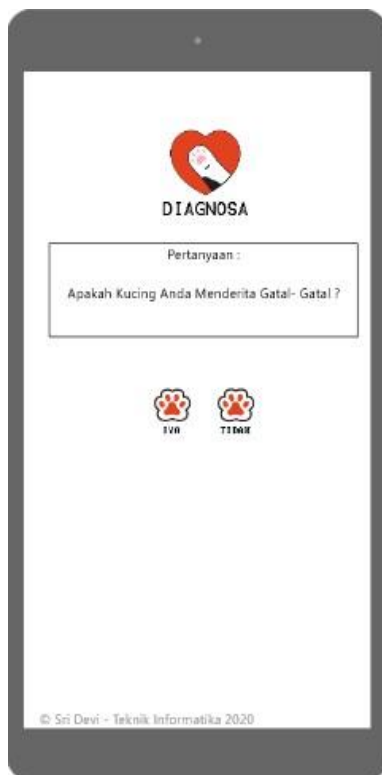 DIAGNOSA
Pertanyaan :
Apakah Kucing Anda Menderita Gatal- Gatal ?
IYA TIDAK
© Sri Devi - Teknik Informatika 2020